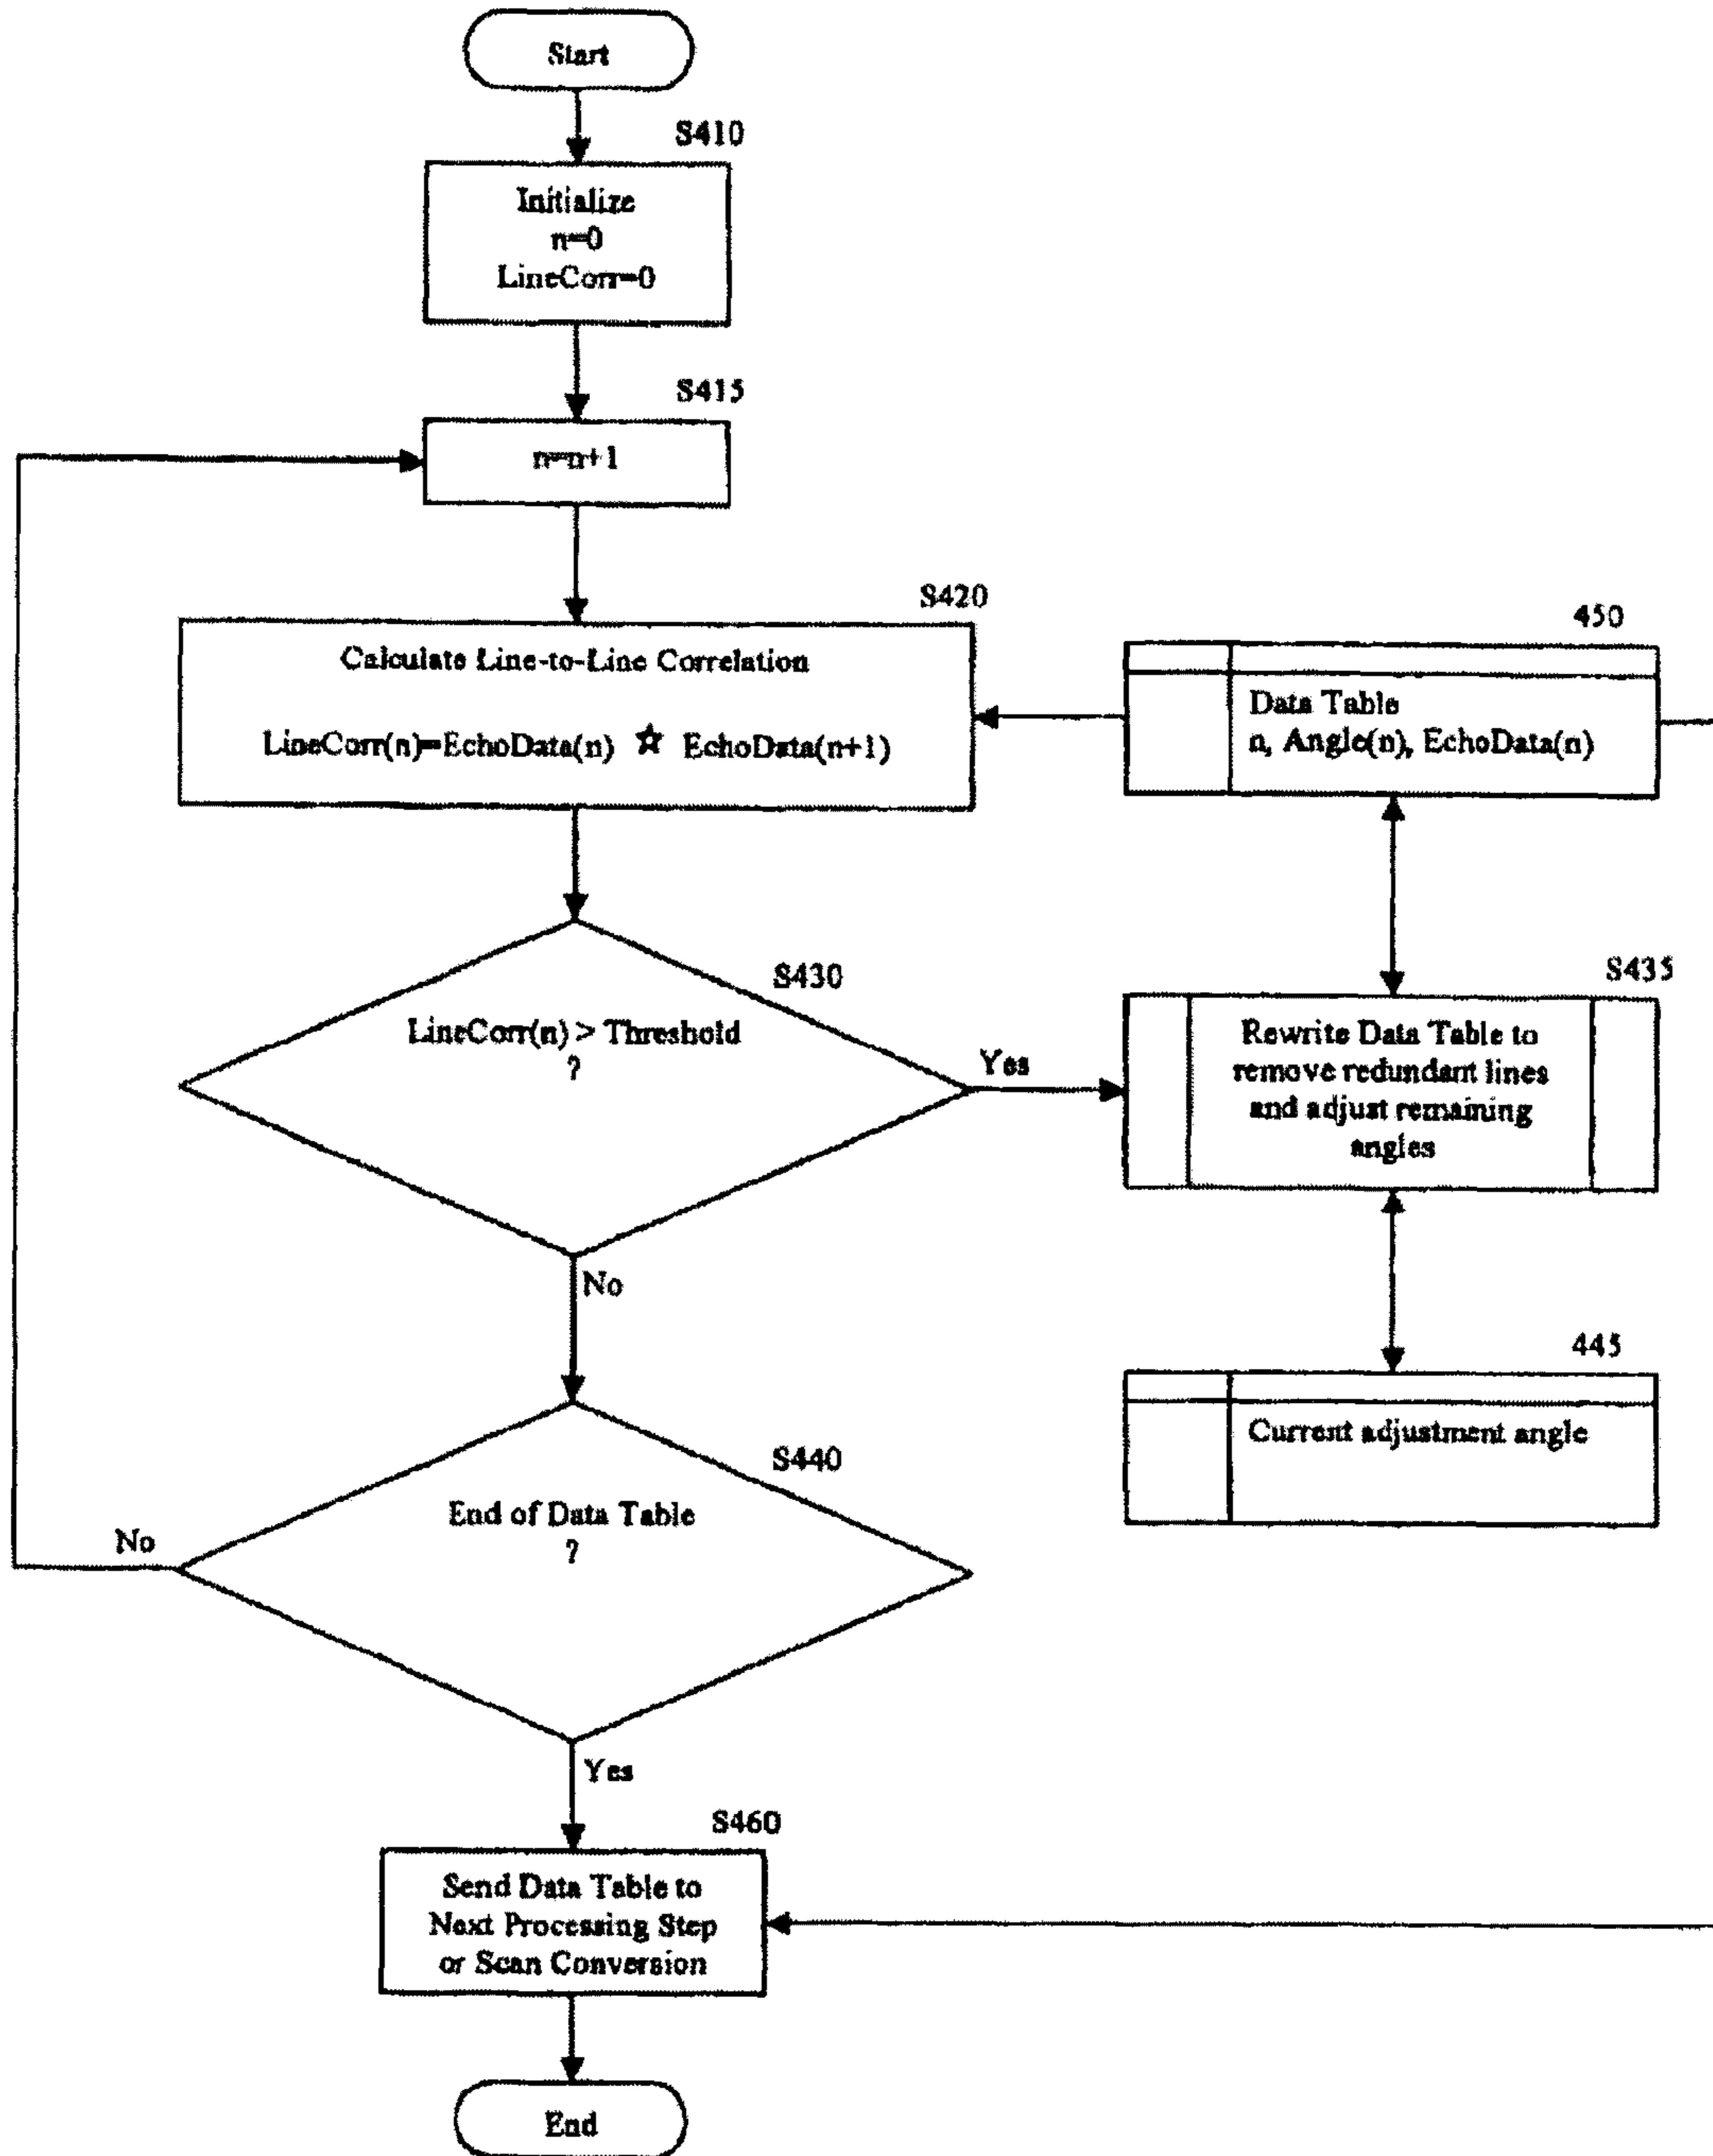 Start
S410
Initialize
n=0
LineCorr=0
S415
n=n+1
S420
Calculate Line-to-Line Correlation
LineCorr(n)=EchoData(n) ☆ EchoData(n+1)
450
Data Table
n, Angle(n), EchoData(n)
S430
LineCorr(n) > Threshold
?
Yes
No
S435
Rewrite Data Table to
remove redundant lines
and adjust remaining
angles
445
Current adjustment angle
S440
End of Data Table
?
No
Yes
S460
Send Data Table to
Next Processing Step
or Scan Conversion
End